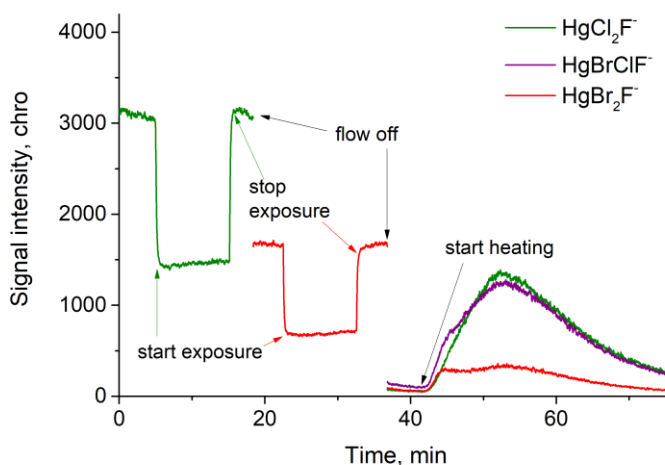 4000
3000
2000
1000
0
Signal intensity, chro
HgCl₂F⁻
HgBrClF⁻
HgBr₂F⁻
flow off
stop
exposure
start heating
start exposure
0
20
40
60
Time, min